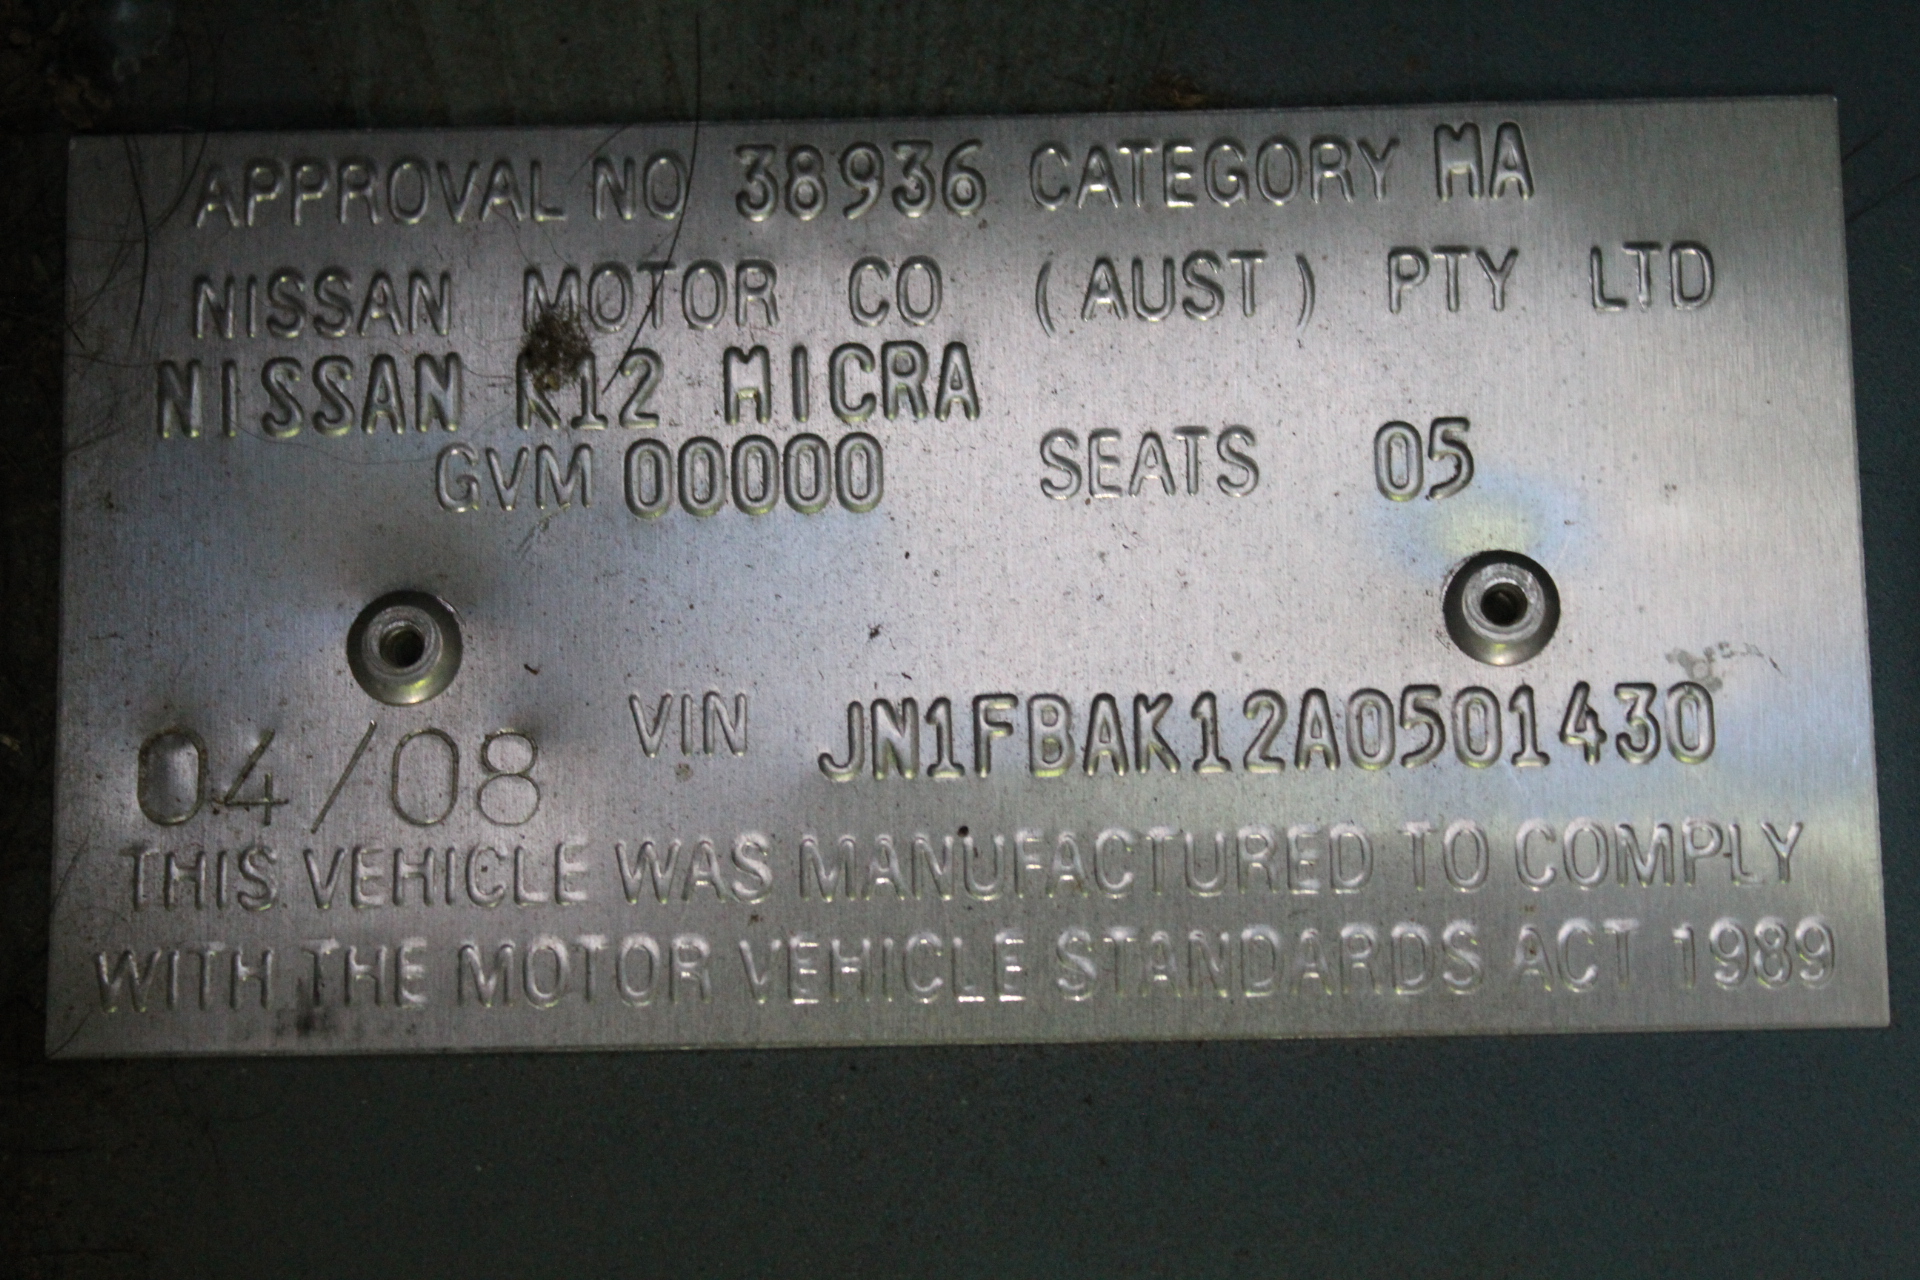 APPROVAL NO 38936 CATEGORY MA
NISSAN MOTOR CO (AUST) PTY LTD
NISSAN K12 MICRA
GVM 00000 SEATS 05
04/08 VIN JN1FBAK12A0501430
THIS VEHICLE WAS MANUFACTURED TO COMPLY
WITH THE MOTOR VEHICLE STANDARDS ACT 1989